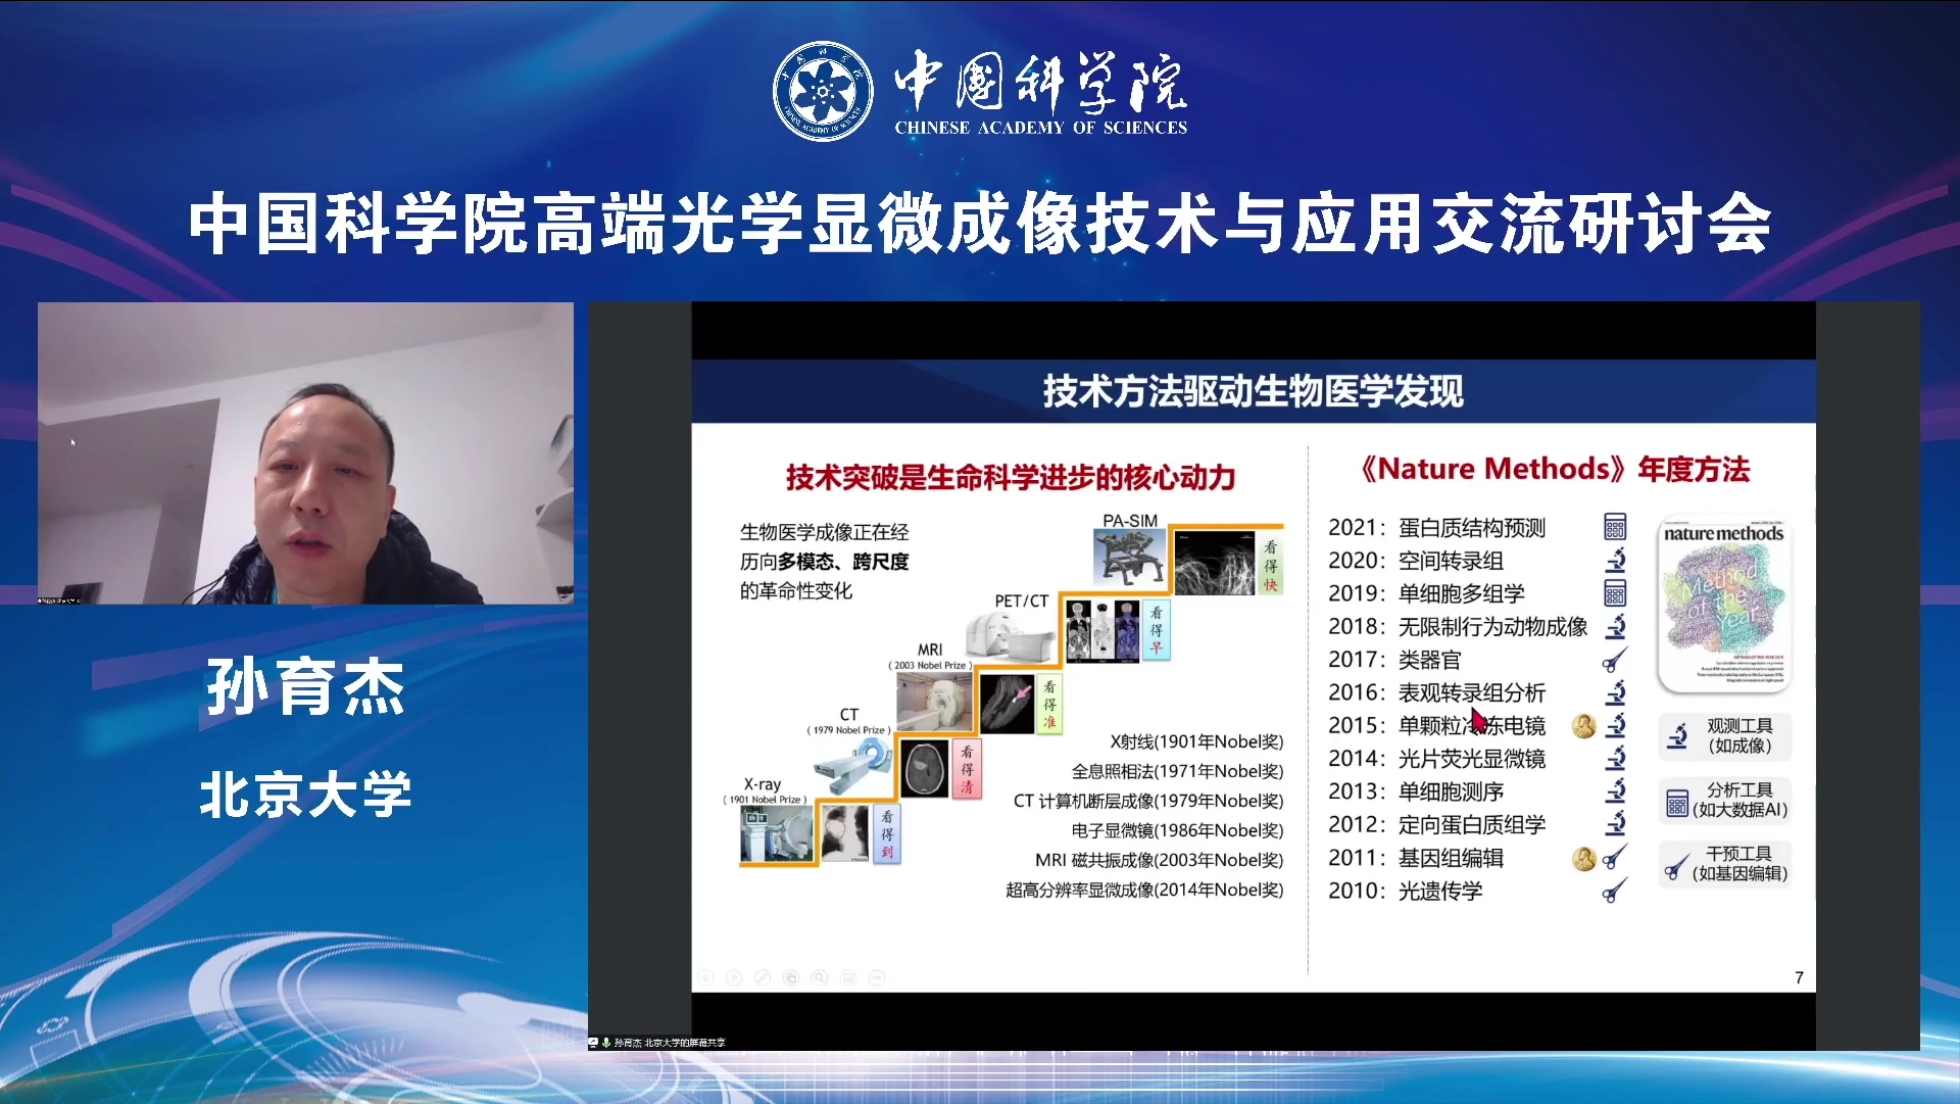 中国科学院
CHINESE ACADEMY OF SCIENCES
中国科学院高端光学显微成像技术与应用交流研讨会
孙育杰
北京大学
技术方法驱动生物医学发现
技术突破是生命科学进步的核心动力
生物医学成像正在经
历向多模态、跨尺度
的革命性变化
PA-SIM
看得快
PET/CT
看得早
MRI
( 2003 Nobel Prize )
看得准
CT
( 1979 Nobel Prize )
看得清
X-ray
( 1901 Nobel Prize )
看得到
X射线(1901年Nobel奖)
全息照相法(1971年Nobel奖)
CT 计算机断层成像(1979年Nobel奖)
电子显微镜(1986年Nobel奖)
MRI 磁共振成像(2003年Nobel奖)
超高分辨率显微成像(2014年Nobel奖)
《Nature Methods》年度方法
2021：蛋白质结构预测
2020：空间转录组
2019：单细胞多组学
2018：无限制行为动物成像
2017：类器官
2016：表观转录组分析
2015：单颗粒冷冻电镜
2014：光片荧光显微镜
2013：单细胞测序
2012：定向蛋白质组学
2011：基因组编辑
2010：光遗传学
nature methods
Method
of the
Year
观测工具
(如成像)
分析工具
(如大数据AI)
干预工具
(如基因编辑)
7
孙育杰 北京大学的屏幕共享